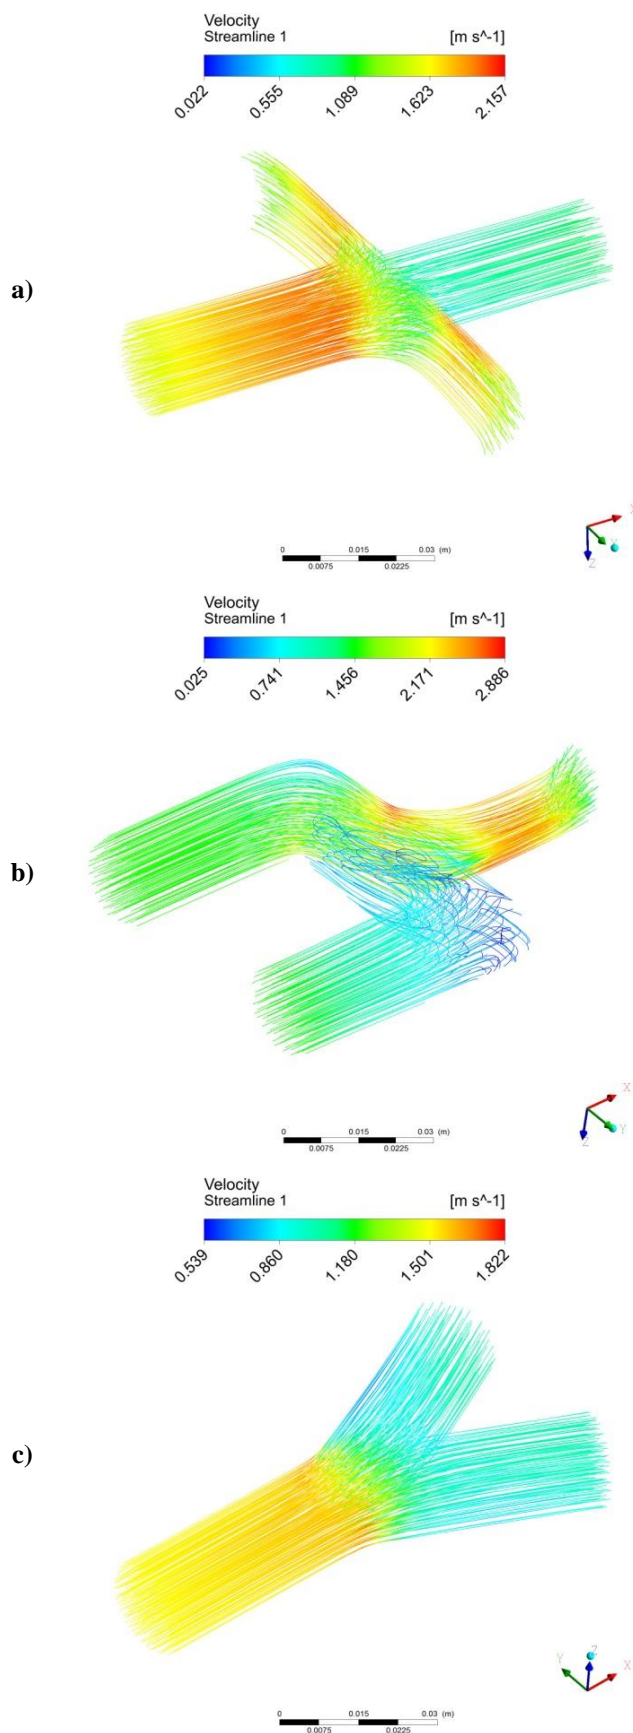 Velocity
Streamline 1 [m s^-1]
0.022 0.555 1.089 1.623 2.157
a)
X
Y
Z
0 0.015 0.03 (m)
0.0075 0.0225
Velocity
Streamline 1 [m s^-1]
0.025 0.741 1.456 2.171 2.886
b)
X
Y
Z
0 0.015 0.03 (m)
0.0075 0.0225
Velocity
Streamline 1 [m s^-1]
0.539 0.860 1.180 1.501 1.822
c)
Z
Y X
0 0.015 0.03 (m)
0.0075 0.0225